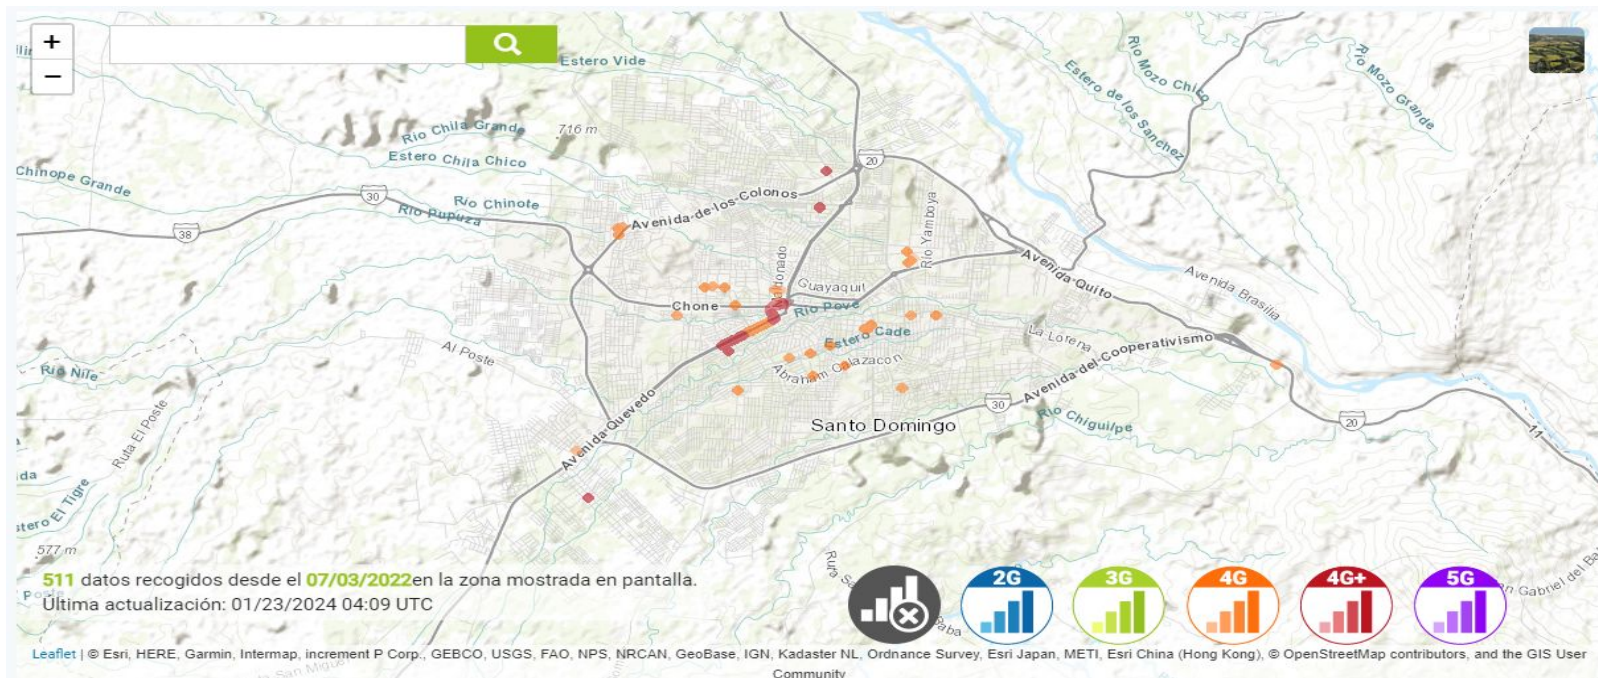 +
−
Estero Vide
Rio Mozo Chico
Rio Mozo Grande
Estero de los Sanchez
Rio Chila Grande
716 m
Estero Chila Chico
Chinope Grande
30
Rio Chinote
Rio Pupuza
38
20
Avenida de los Colonos
Rio Yamboya
Avenida Quito
Avenida Brasilia
Guayaquil
Chone
Rio Pove
Estero Cade
La Lorena
Abraham Calazacon
Avenida del Cooperativismo
Al Poste
Rio Nile
Ruta El Poste
Avenida Quevedo
30
Rio Chiguilpe
20
11
Santo Domingo
Estero El Tigre
577 m
511 datos recogidos desde el 07/03/2022en la zona mostrada en pantalla.
Última actualización: 01/23/2024 04:09 UTC
2G
3G
4G
4G+
5G
Baba
Leaflet | © Esri, HERE, Garmin, Intermap, increment P Corp., GEBCO, USGS, FAO, NPS, NRCAN, GeoBase, IGN, Kadaster NL, Ordnance Survey, Esri Japan, METI, Esri China (Hong Kong), © OpenStreetMap contributors, and the GIS User
Community